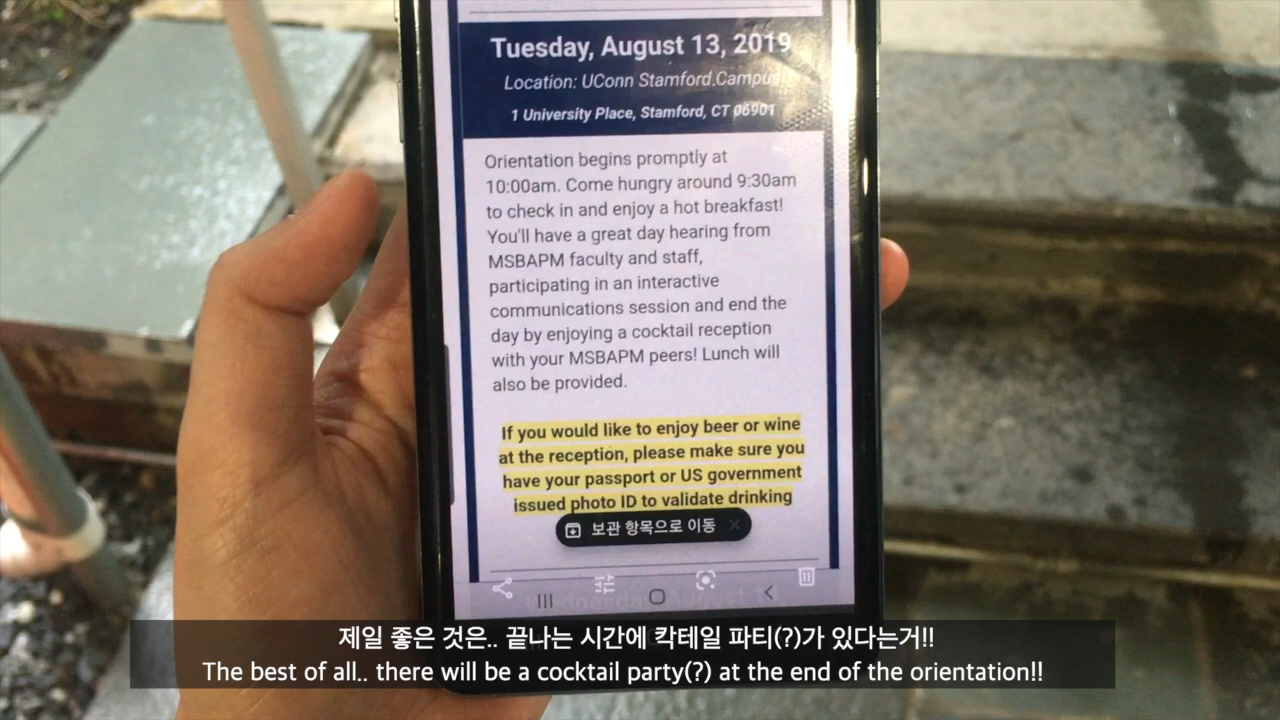 Tuesday, August 13, 2019
Location: UConn Stamford Campus
1 University Place, Stamford, CT 06901
Orientation begins promptly at
10:00am. Come hungry around 9:30am
to check in and enjoy a hot breakfast!
You'll have a great day hearing from
MSBAPM faculty and staff,
participating in an interactive
communications session and end the
day by enjoying a cocktail reception
with your MSBAPM peers! Lunch will
also be provided.
If you would like to enjoy beer or wine
at the reception, please make sure you
have your passport or US government
issued photo ID to validate drinking
보관 항목으로 이동
Wednesday, August
제일 좋은 것은.. 끝나는 시간에 칵테일 파티(?)가 있다는거!!
The best of all.. there will be a cocktail party(?) at the end of the orientation!!